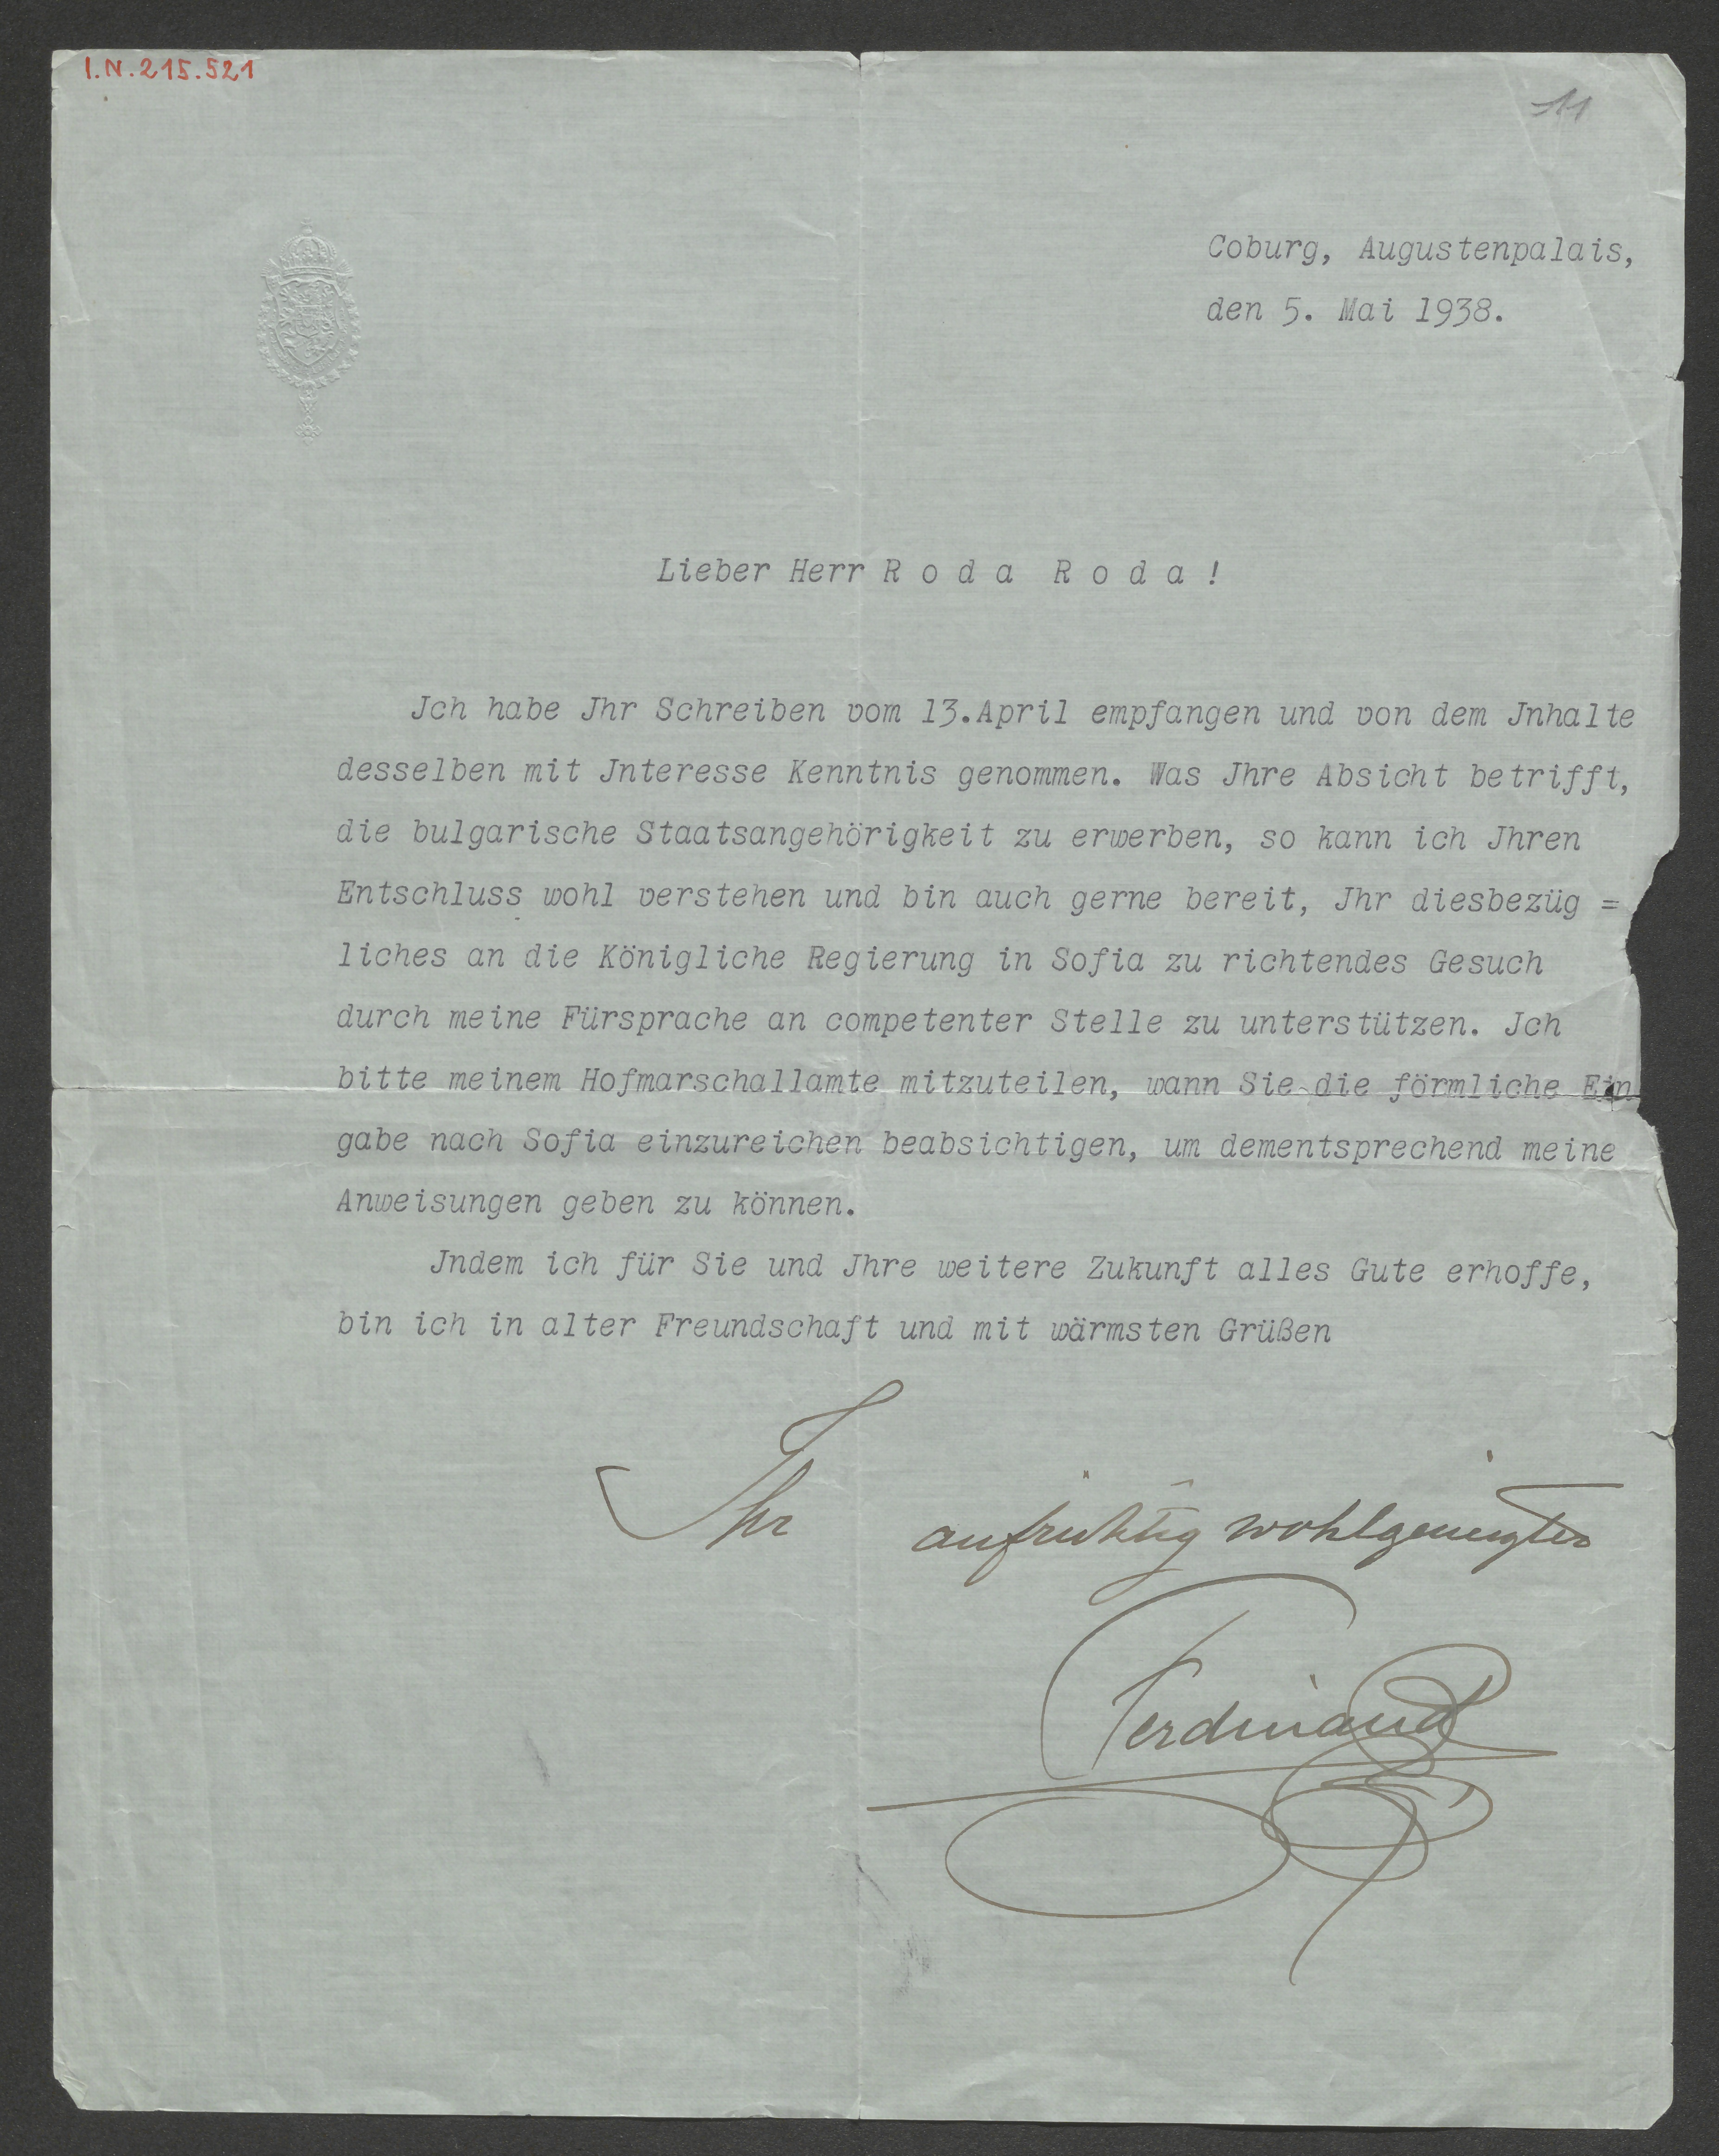 I.N.215.521
11
Coburg, Augustenpalais,
den 5. Mai 1938.
Lieber Herr R o d a  R o d a !
Jch habe Jhr Schreiben vom 13.April empfangen und von dem Jnhalte
desselben mit Jnteresse Kenntnis genommen. Was Jhre Absicht betrifft,
die bulgarische Staatsangehörigkeit zu erwerben, so kann ich Jhren
Entschluss wohl verstehen und bin auch gerne bereit, Jhr diesbezüg =
liches an die Königliche Regierung in Sofia zu richtendes Gesuch
durch meine Fürsprache an competenter Stelle zu unterstützen. Jch
bitte meinem Hofmarschallamte mitzuteilen, wann Sie die förmliche Ein
gabe nach Sofia einzureichen beabsichtigen, um dementsprechend meine
Anweisungen geben zu können.
Jndem ich für Sie und Jhre weitere Zukunft alles Gute erhoffe,
bin ich in alter Freundschaft und mit wärmsten Grüßen
Ihr aufrichtig wohlgeneigter
Ferdinand